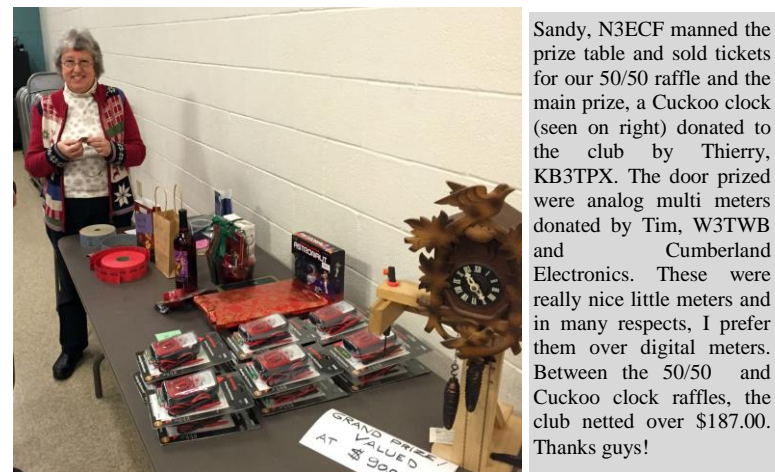 Sandy, N3ECF manned the
prize table and sold tickets
for our 50/50 raffle and the
main prize, a Cuckoo clock
(seen on right) donated to
the club by Thierry,
KB3TPX. The door prized
were analog multi meters
donated by Tim, W3TWB
and Cumberland
Electronics. These were
really nice little meters and
in many respects, I prefer
them over digital meters.
Between the 50/50 and
Cuckoo clock raffles, the
club netted over $187.00.
Thanks guys!
ASTRONAUT
GRAND PRIZE!
VALUED
AT $ 900